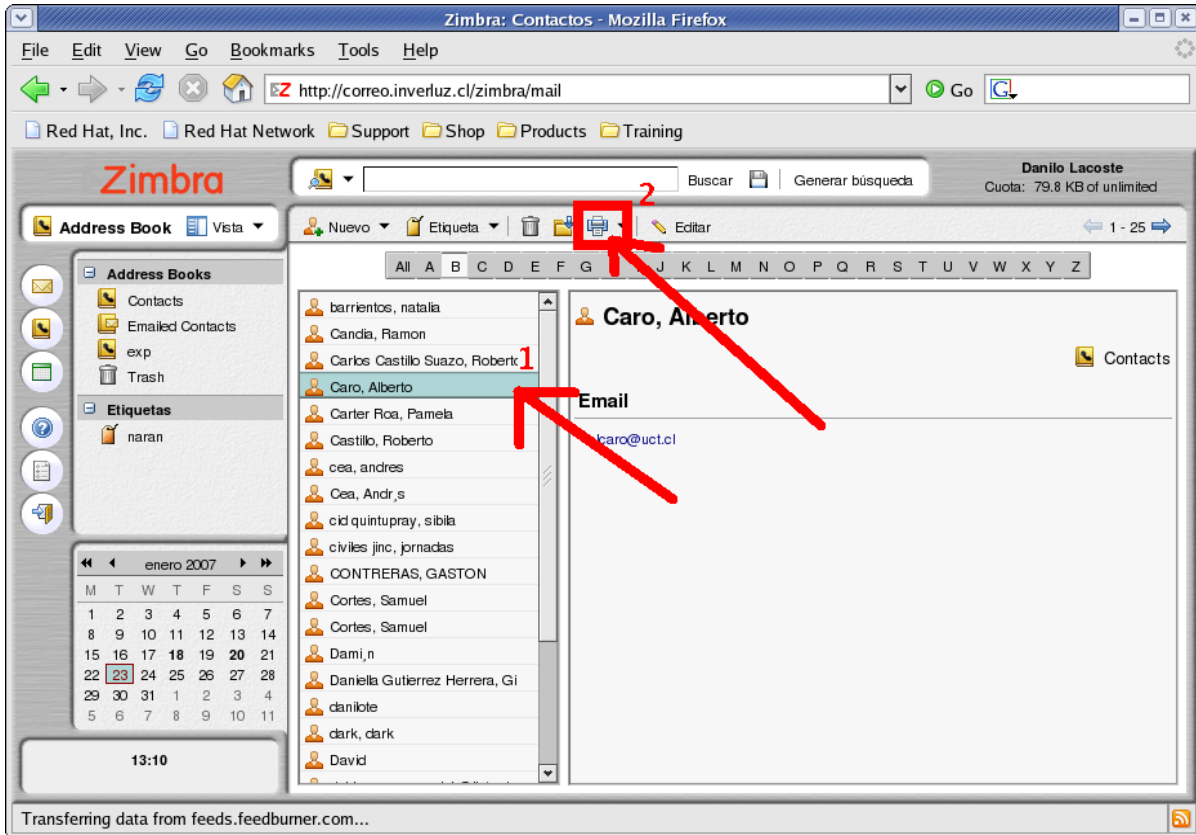 Zimbra: Contactos - Mozilla Firefox
File Edit View Go Bookmarks Tools Help
http://correo.inverluz.cl/zimbra/mail Go G
Red Hat, Inc. Red Hat Network Support Shop Products Training
Zimbra
Buscar Generar búsqueda
Danilo Lacoste
Cuota: 79.8 KB of unlimited
2
Address Book Vista
Nuevo Etiqueta Editar 1 - 25
All A B C D E F G J K L M N O P Q R S T U V W X Y Z
Address Books
Contacts
Emailed Contacts
exp
Trash
Etiquetas
naran
enero 2007
M T W T F S S
1 2 3 4 5 6 7
8 9 10 11 12 13 14
15 16 17 18 19 20 21
22 23 24 25 26 27 28
29 30 31 1 2 3 4
5 6 7 8 9 10 11
13:10
barrientos, natalia
Candia, Ramon
Carlos Castillo Suazo, Roberto
1
Caro, Alberto
Carter Roa, Pamela
Castillo, Roberto
cea, andres
Cea, Andr¸s
cid quintupray, sibila
civiles jinc, jornadas
CONTRERAS, GASTON
Cortes, Samuel
Cortes, Samuel
Dami¸n
Daniella Gutierrez Herrera, Gi
danilote
dark, dark
David
Caro, Alberto
Contacts
Email
lcaro@uct.cl
Transferring data from feeds.feedburner.com...